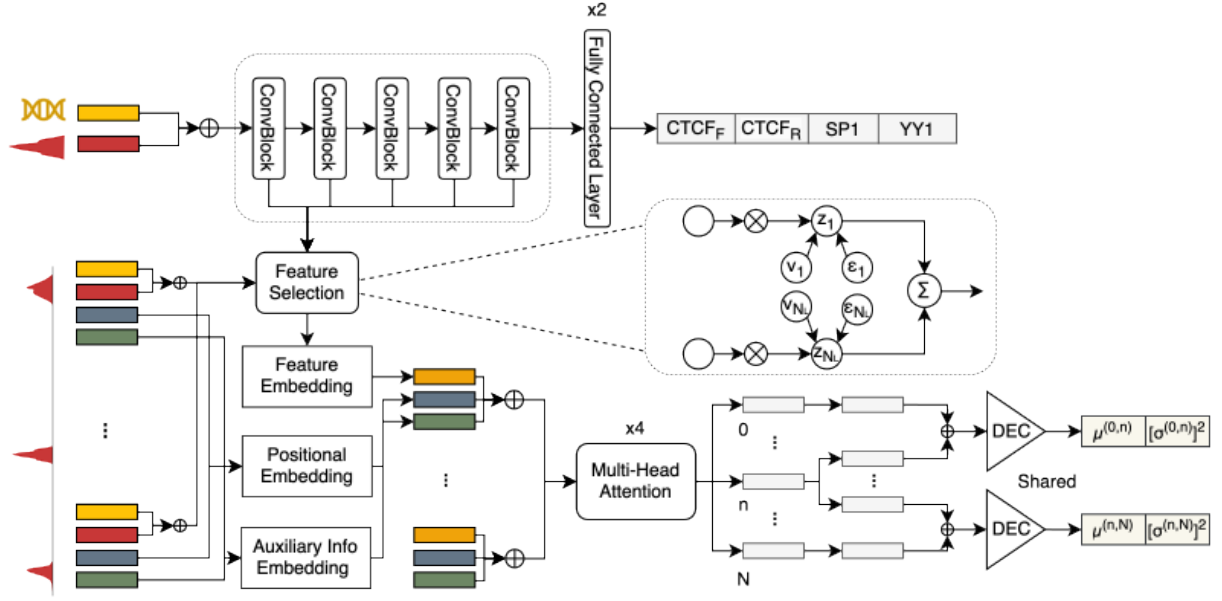 x2
ConvBlock
ConvBlock
ConvBlock
ConvBlock
ConvBlock
Fully Connected Layer
CTCF_F CTCF_R SP1 YY1
Feature
Selection
z_1
v_1 ε_1
v_{N_L} ε_{N_L}
z_{N_L}
Σ
Feature
Embedding
Positional
Embedding
Auxiliary Info
Embedding
...
...
x4
Multi-Head
Attention
0
...
n
...
N
...
DEC
μ^(0,n) [σ^(0,n)]^2
Shared
DEC
μ^(n,N) [σ^(n,N)]^2